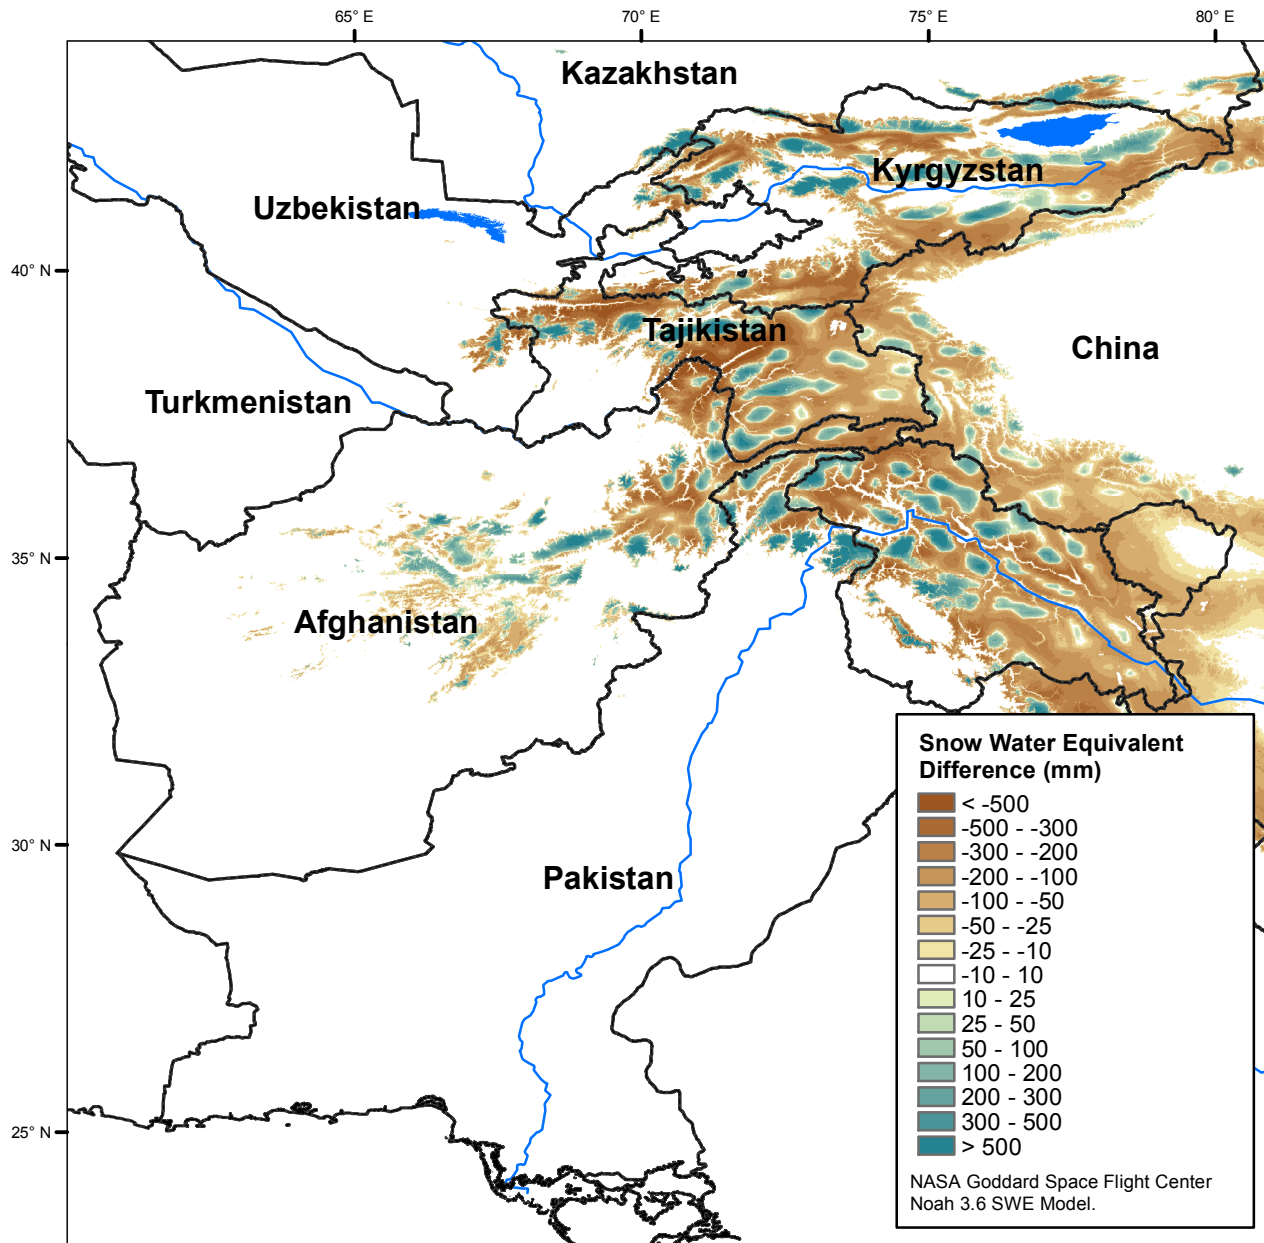 65° E
70° E
75° E
80° E
Kazakhstan
Kyrgyzstan
Uzbekistan
40° N
Tajikistan
China
Turkmenistan
35° N
Afghanistan
Snow Water Equivalent
Difference (mm)
< -500
-500 - -300
-300 - -200
-200 - -100
-100 - -50
-50 - -25
-25 - -10
-10 - 10
10 - 25
25 - 50
50 - 100
100 - 200
200 - 300
300 - 500
> 500
NASA Goddard Space Flight Center
Noah 3.6 SWE Model.
30° N
Pakistan
25° N